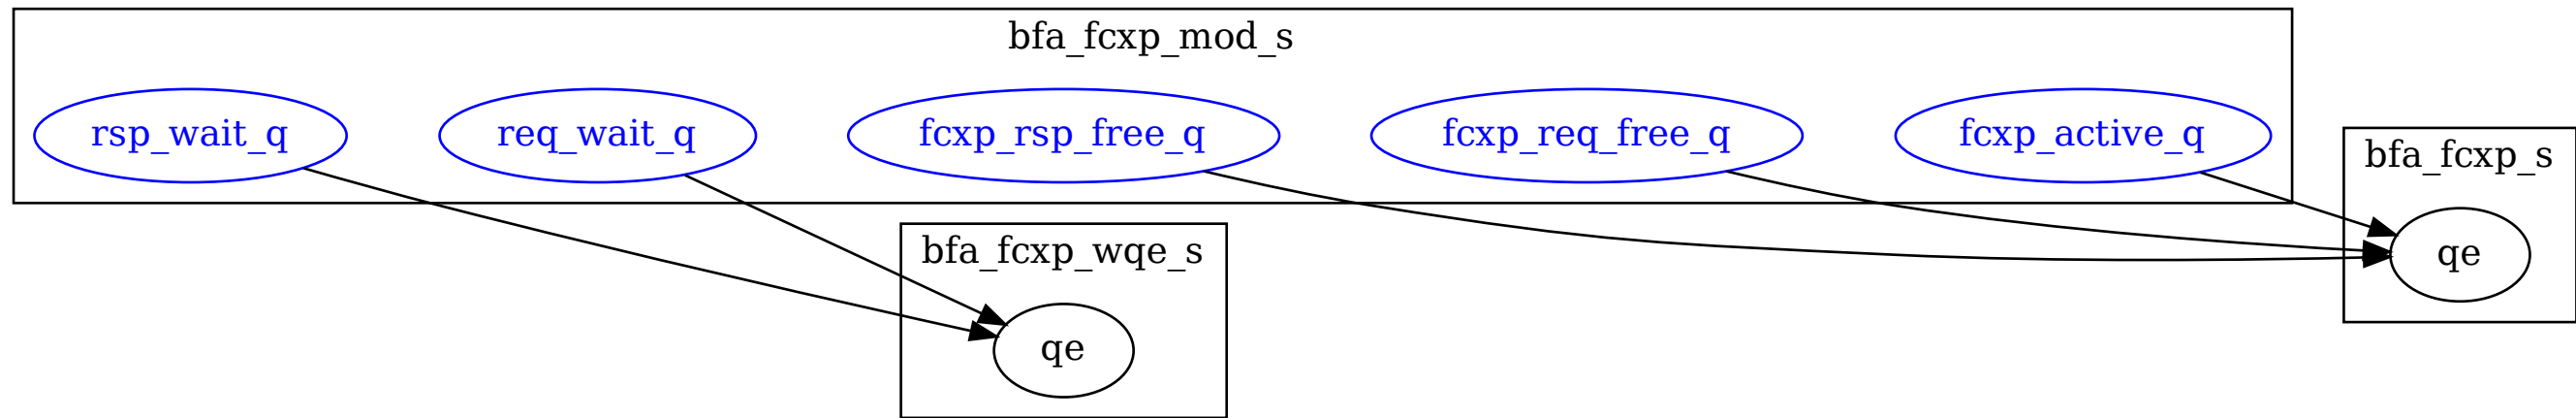 bfa_fcxp_mod_s
rsp_wait_q
req_wait_q
fcxp_rsp_free_q
fcxp_req_free_q
fcxp_active_q
bfa_fcxp_s
qe
bfa_fcxp_wqe_s
qe